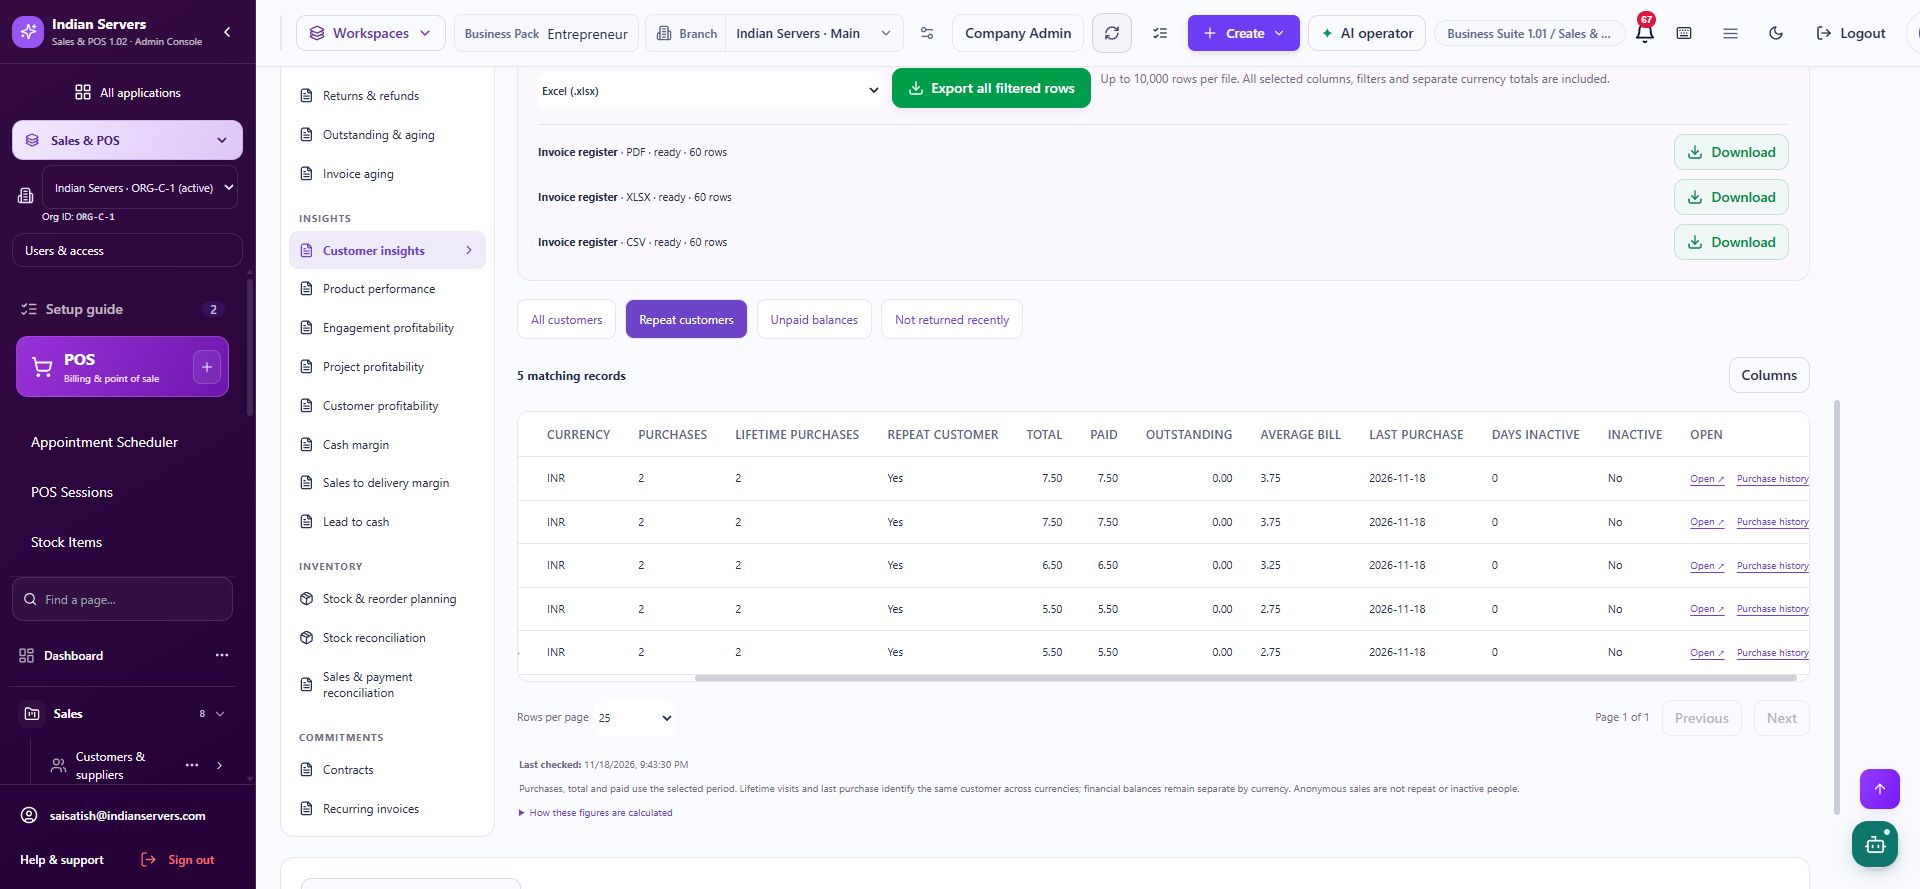 Indian Servers
Sales & POS 1.02 · Admin Console
All applications
Sales & POS
Indian Servers · ORG-C-1 (active)
Org ID: ORG-C-1
Users & access
Setup guide
2
POS
Billing & point of sale
Appointment Scheduler
POS Sessions
Stock Items
Find a page...
Dashboard
Sales
8
Customers &
suppliers
saisatish@indianservers.com
Help & support
Sign out
Workspaces
Business Pack Entrepreneur
Branch
Indian Servers · Main
Company Admin
Create
AI operator
Business Suite 1.01 / Sales & ...
67
Logout
Returns & refunds
Outstanding & aging
Invoice aging
INSIGHTS
Customer insights
Product performance
Engagement profitability
Project profitability
Customer profitability
Cash margin
Sales to delivery margin
Lead to cash
INVENTORY
Stock & reorder planning
Stock reconciliation
Sales & payment
reconciliation
COMMITMENTS
Contracts
Recurring invoices
Excel (.xlsx)
Export all filtered rows
Up to 10,000 rows per file. All selected columns, filters and separate currency totals are included.
Invoice register · PDF · ready · 60 rows
Download
Invoice register · XLSX · ready · 60 rows
Download
Invoice register · CSV · ready · 60 rows
Download
All customers
Repeat customers
Unpaid balances
Not returned recently
5 matching records
Columns
CURRENCY PURCHASES LIFETIME PURCHASES REPEAT CUSTOMER TOTAL PAID OUTSTANDING AVERAGE BILL LAST PURCHASE DAYS INACTIVE INACTIVE OPEN
INR 2 2 Yes 7.50 7.50 0.00 3.75 2026-11-18 0 No Open ↗ Purchase history
INR 2 2 Yes 7.50 7.50 0.00 3.75 2026-11-18 0 No Open ↗ Purchase history
INR 2 2 Yes 6.50 6.50 0.00 3.25 2026-11-18 0 No Open ↗ Purchase history
INR 2 2 Yes 5.50 5.50 0.00 2.75 2026-11-18 0 No Open ↗ Purchase history
INR 2 2 Yes 5.50 5.50 0.00 2.75 2026-11-18 0 No Open ↗ Purchase history
Rows per page 25
Page 1 of 1
Previous
Next
Last checked: 11/18/2026, 9:43:30 PM
Purchases, total and paid use the selected period. Lifetime visits and last purchase identify the same customer across currencies; financial balances remain separate by currency. Anonymous sales are not repeat or inactive people.
How these figures are calculated